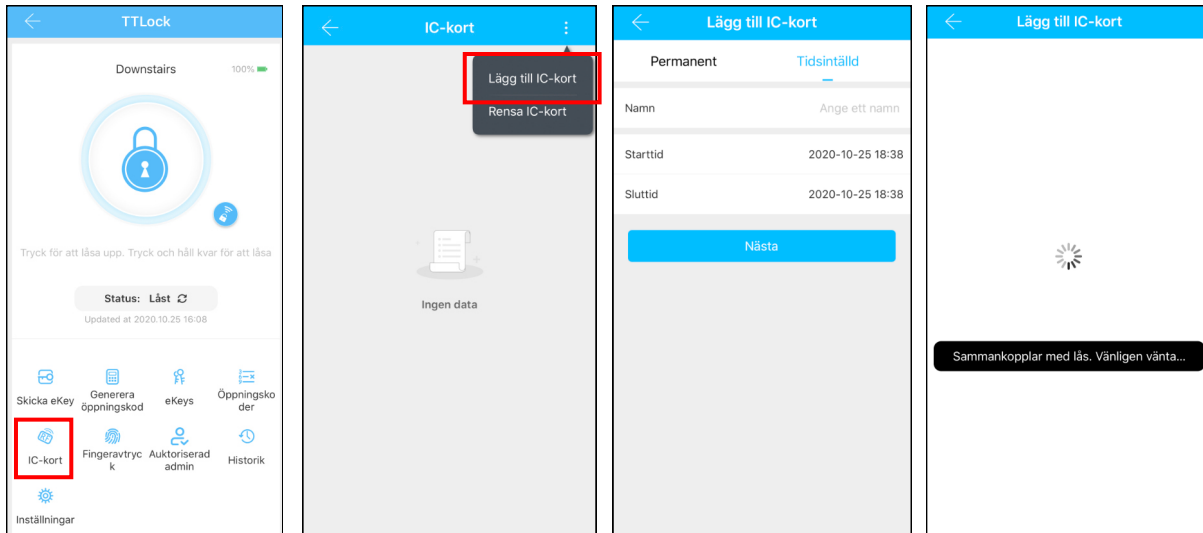 TTLock
Downstairs
100%
Tryck för att låsa upp. Tryck och håll kvar för att låsa
Status: Låst
Updated at 2020.10.25 16:08
Skicka eKey
Generera
öppningskod
eKeys
Öppningsko
der
IC-kort
Fingeravtryc
k
Auktoriserad
admin
Historik
Inställningar
IC-kort
Lägg till IC-kort
Rensa IC-kort
Ingen data
Lägg till IC-kort
Permanent
Tidsintälld
Namn
Ange ett namn
Starttid
2020-10-25 18:38
Sluttid
2020-10-25 18:38
Nästa
Lägg till IC-kort
Sammankopplar med lås. Vänligen vänta...